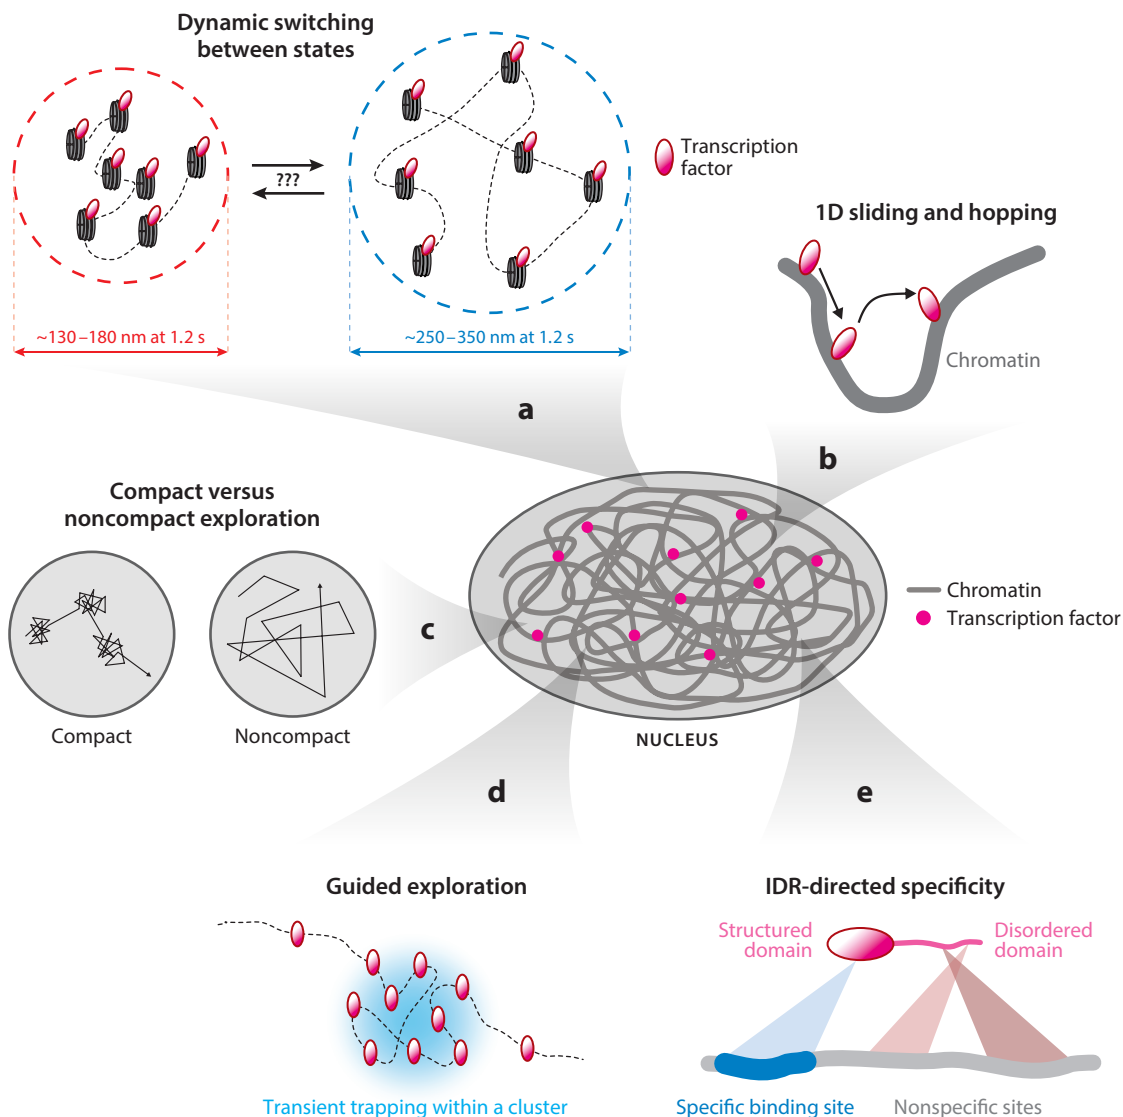 Dynamic switching
between states
???
Transcription
factor
~130–180 nm at 1.2 s
~250–350 nm at 1.2 s
1D sliding and hopping
Chromatin
a
b
Compact versus
noncompact exploration
Compact
Noncompact
c
Chromatin
Transcription factor
NUCLEUS
d
e
Guided exploration
Transient trapping within a cluster
IDR-directed specificity
Structured
domain
Disordered
domain
Specific binding site
Nonspecific sites